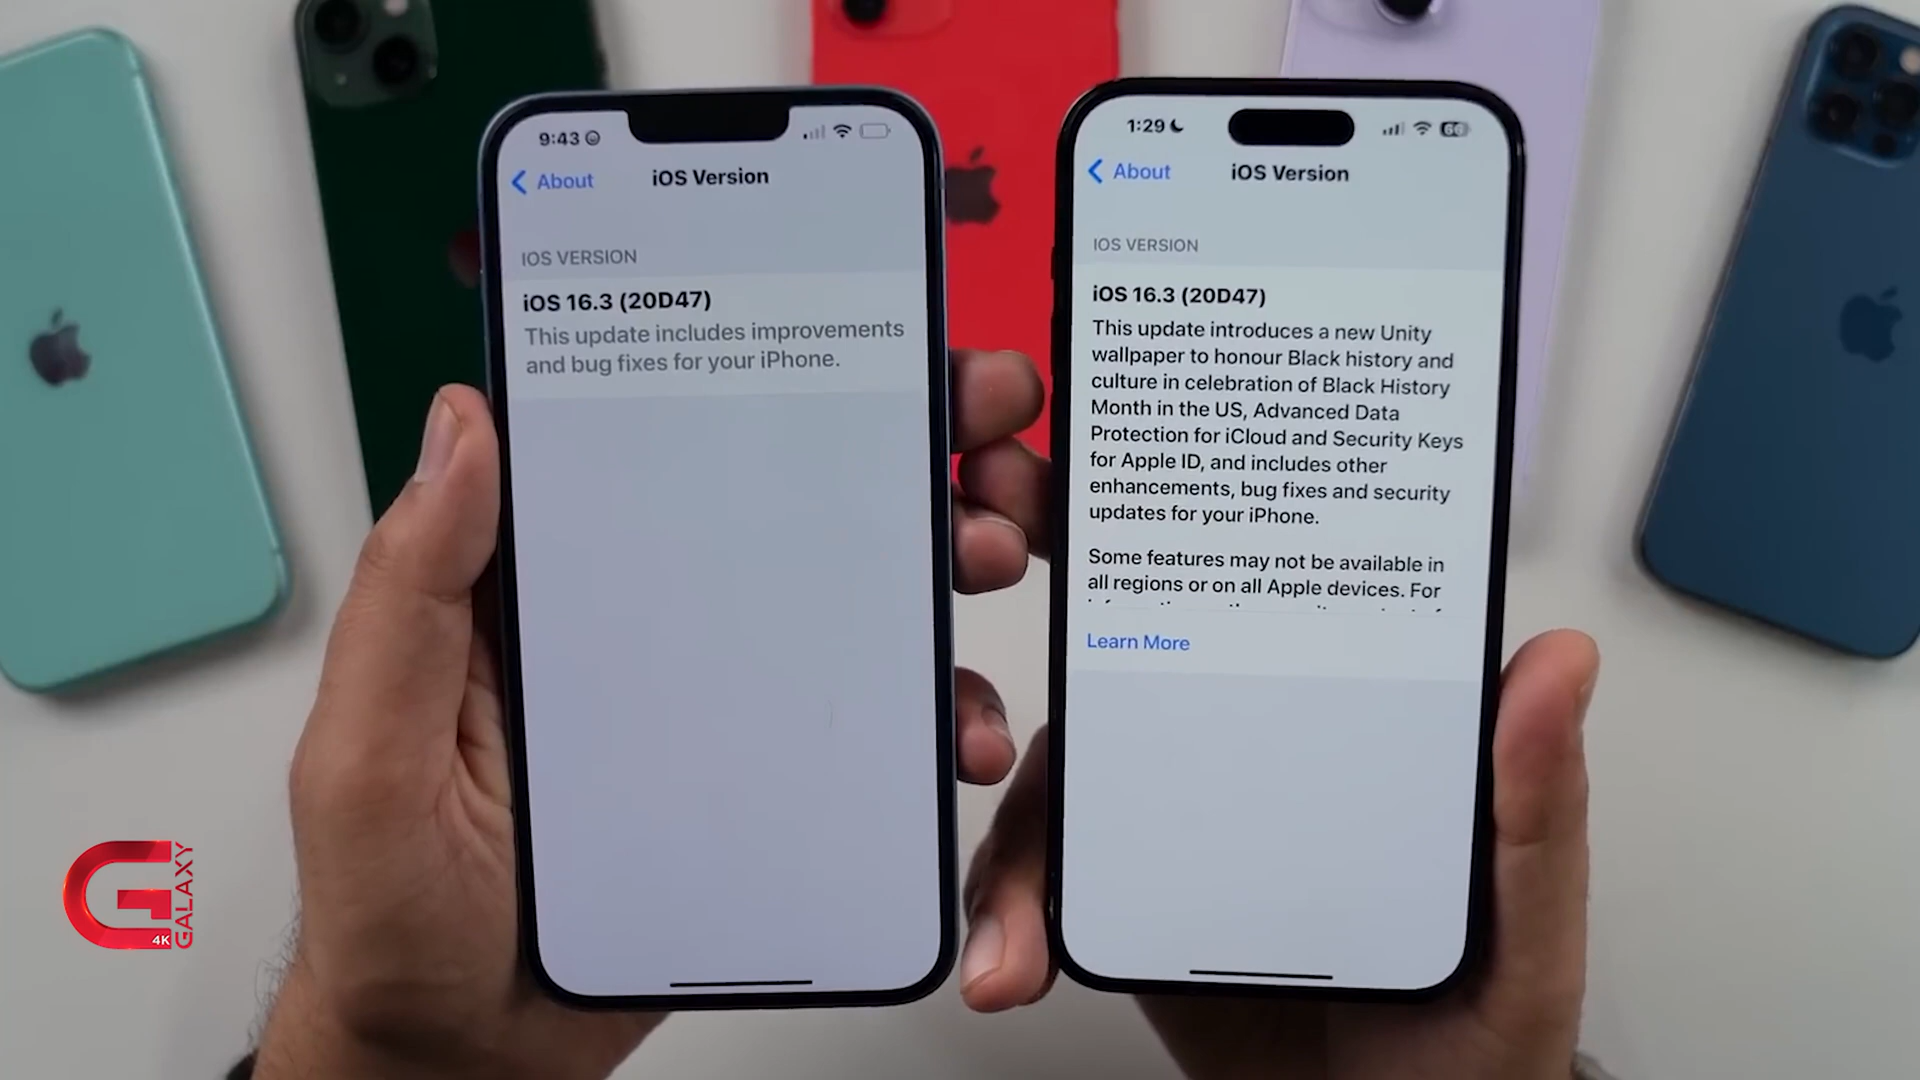 9:43
iOS Version
About
IOS VERSION
iOS 16.3 (20D47)
This update includes improvements
and bug fixes for your iPhone.
1:29
66
About
iOS Version
IOS VERSION
iOS 16.3 (20D47)
This update introduces a new Unity
wallpaper to honour Black history and
culture in celebration of Black History
Month in the US, Advanced Data
Protection for iCloud and Security Keys
for Apple ID, and includes other
enhancements, bug fixes and security
updates for your iPhone.
Some features may not be available in
all regions or on all Apple devices. For
Learn More
G
GALAXY
4K